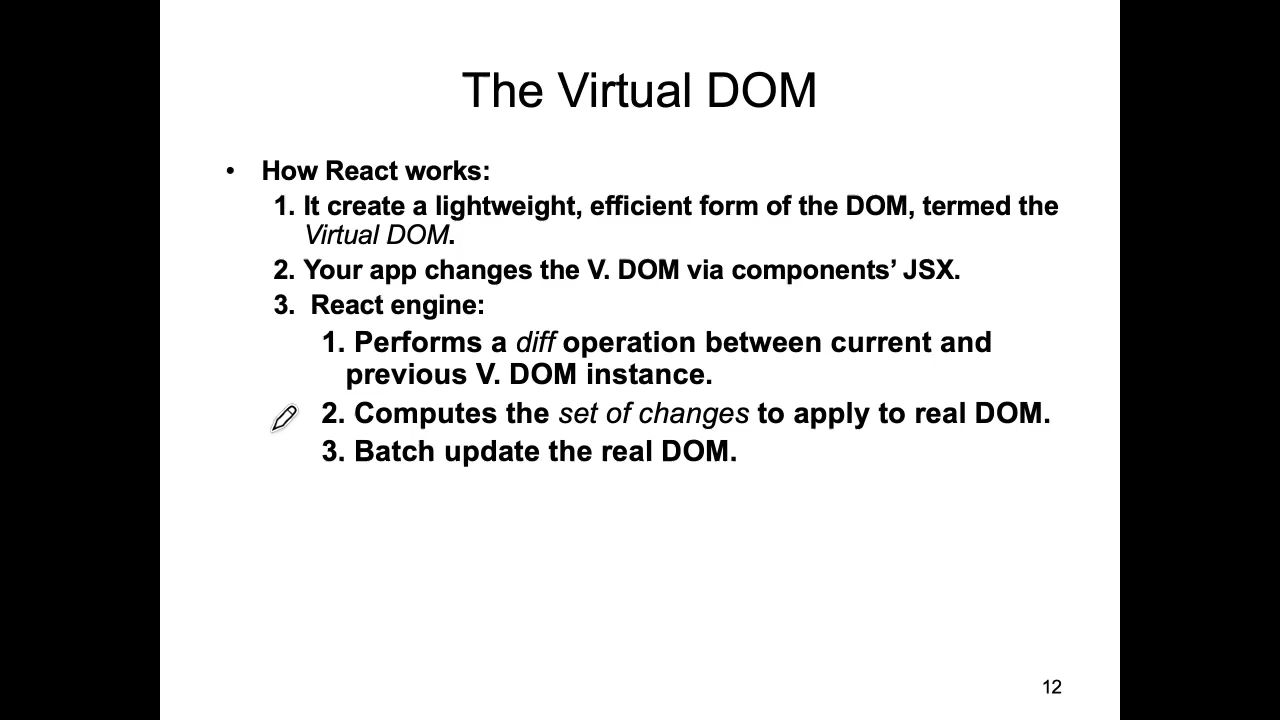 The Virtual DOM
• How React works:
1. It create a lightweight, efficient form of the DOM, termed the
Virtual DOM.
2. Your app changes the V. DOM via components’ JSX.
3. React engine:
1. Performs a diff operation between current and
previous V. DOM instance.
2. Computes the set of changes to apply to real DOM.
3. Batch update the real DOM.
12